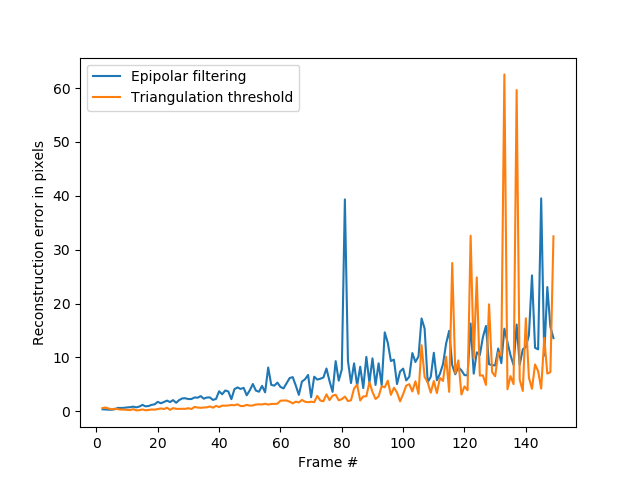 Epipolar filtering
Triangulation threshold
Reconstruction error in pixels
60
50
40
30
20
10
0
0 20 40 60 80 100 120 140
Frame #